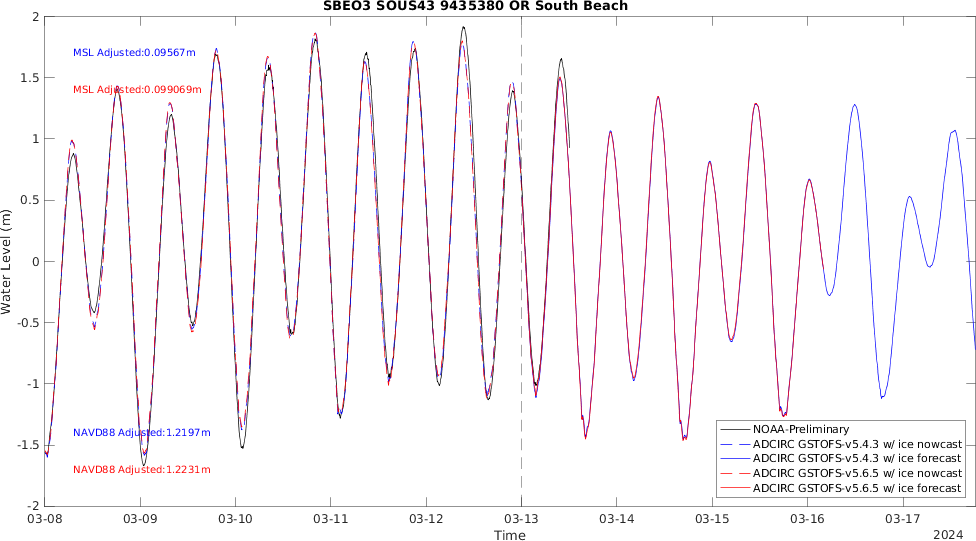 SBEO3 SOUS43 9435380 OR South Beach
2
1.5
1
0.5
0
-0.5
-1
-1.5
-2
Water Level (m)
MSL Adjusted:0.09567m
MSL Adjusted:0.099069m
NAVD88 Adjusted:1.2197m
NAVD88 Adjusted:1.2231m
NOAA-Preliminary
ADCIRC GSTOFS-v5.4.3 w/ ice nowcast
ADCIRC GSTOFS-v5.4.3 w/ ice forecast
ADCIRC GSTOFS-v5.6.5 w/ ice nowcast
ADCIRC GSTOFS-v5.6.5 w/ ice forecast
03-08 03-09 03-10 03-11 03-12 03-13 03-14 03-15 03-16 03-17
Time
2024